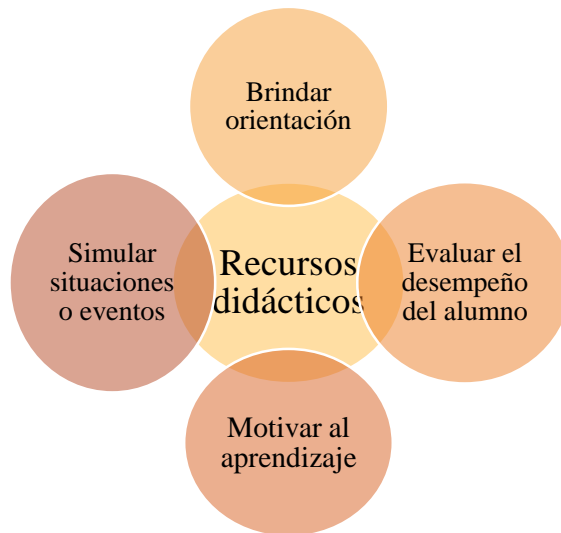 Brindar
orientación
Simular
situaciones
o eventos
Recursos
didácticos
Evaluar el
desempeño
del alumno
Motivar al
aprendizaje